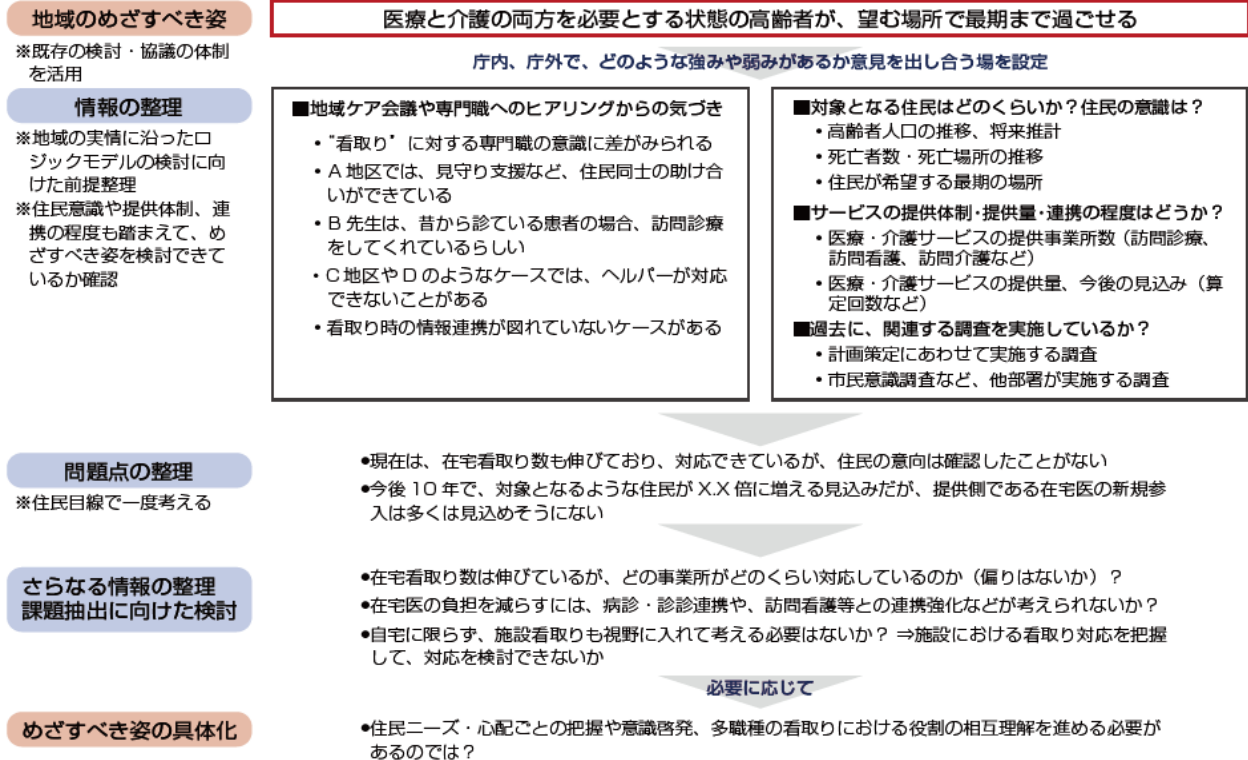 地域のめざすべき姿
医療と介護の両方を必要とする状態の高齢者が、望む場所で最期まで過ごせる
※既存の検討・協議の体制
を活用
庁内、庁外で、どのような強みや弱みがあるか意見を出し合う場を設定
情報の整理
※地域の実情に沿ったロ
ジックモデルの検討に向
けた前提整理
※住民意識や提供体制、連
携の程度も踏まえて、め
ざすべき姿を検討できて
いるか確認
■地域ケア会議や専門職へのヒアリングからの気づき
・“看取り”に対する専門職の意識に差がみられる
・A地区では、見守り支援など、住民同士の助け合
いができている
・B先生は、昔から診ている患者の場合、訪問診療
をしてくれているらしい
・C地区やDのようなケースでは、ヘルパーが対応
できないことがある
・看取り時の情報連携が図れていないケースがある
■対象となる住民はどのくらいか？住民の意識は？
・高齢者人口の推移、将来推計
・死亡者数・死亡場所の推移
・住民が希望する最期の場所
■サービスの提供体制・提供量・連携の程度はどうか？
・医療・介護サービスの提供事業所数（訪問診療、
訪問看護、訪問介護など）
・医療・介護サービスの提供量、今後の見込み（算
定回数など）
■過去に、関連する調査を実施しているか？
・計画策定にあわせて実施する調査
・市民意識調査など、他部署が実施する調査
問題点の整理
※住民目線で一度考える
●現在は、在宅看取り数も伸びており、対応できているが、住民の意向は確認したことがない
●今後10年で、対象となるような住民がX.X倍に増える見込みだが、提供側である在宅医の新規参
入は多くは見込めそうにない
さらなる情報の整理
課題抽出に向けた検討
●在宅看取り数は伸びているが、どの事業所がどのくらい対応しているのか（偏りはないか）？
●在宅医の負担を減らすには、病診・診診連携や、訪問看護等との連携強化などが考えられないか？
●自宅に限らず、施設看取りも視野に入れて考える必要はないか？ ⇒施設における看取り対応を把握
して、対応を検討できないか
必要に応じて
めざすべき姿の具体化
●住民ニーズ・心配ごとの把握や意識啓発、多職種の看取りにおける役割の相互理解を進める必要が
あるのでは？